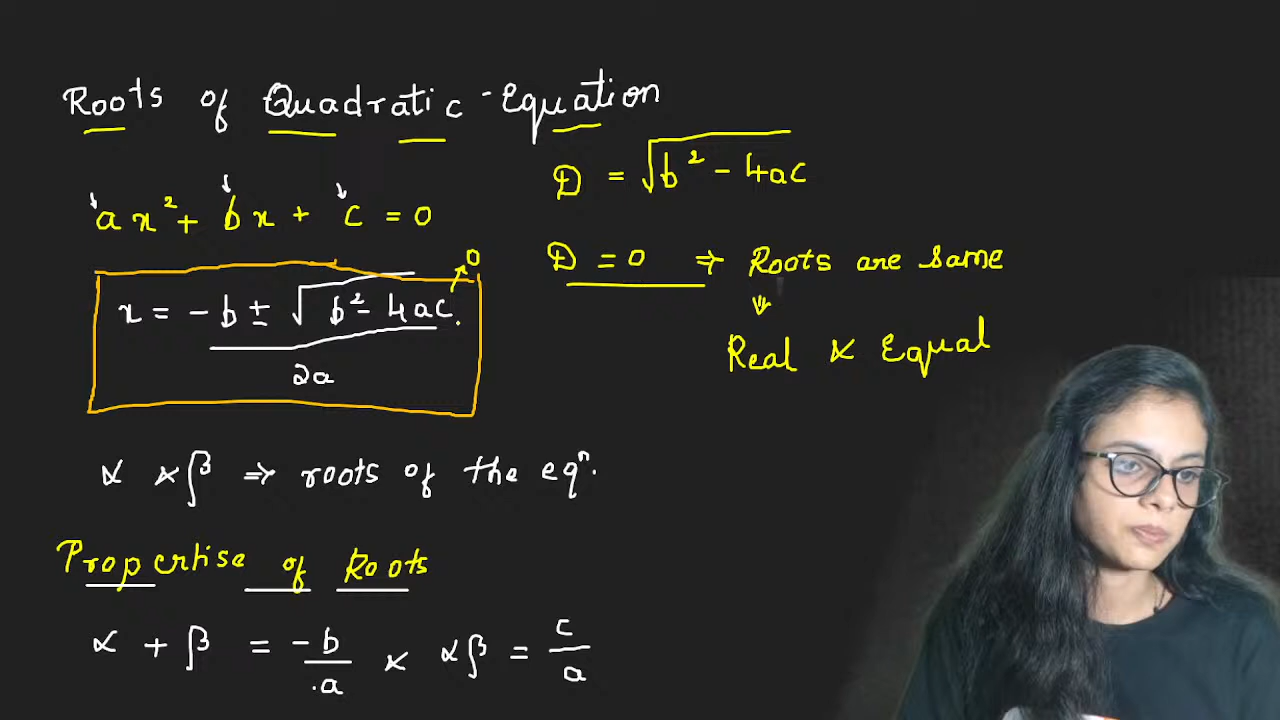 Roots of Quadratic-Equation
ax² + bx + c = 0
x = -b ± √b² - 4ac
0
2a
α & β ⇒ roots of the eqⁿ.
Propertise of Roots
α + β = -b/a & αβ = c/a
D = √b² - 4ac
D = 0 ⇒ Roots are same
⇓
Real & Equal